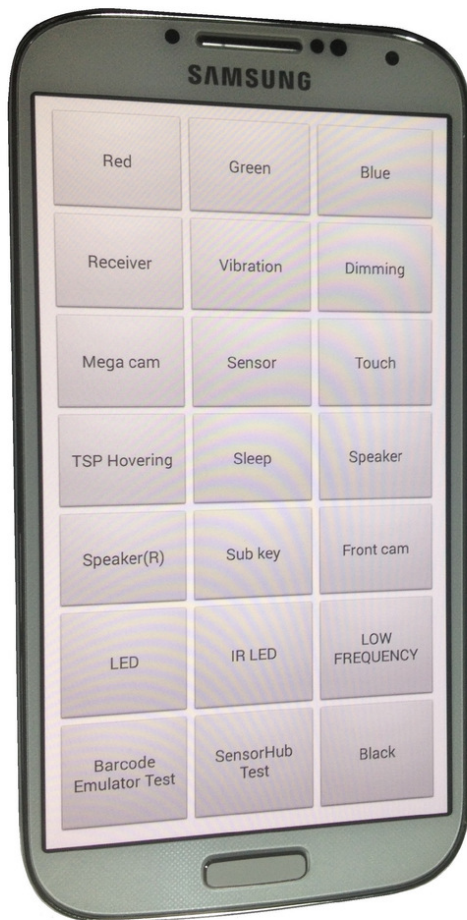 SAMSUNG
Red
Green
Blue
Receiver
Vibration
Dimming
Mega cam
Sensor
Touch
TSP Hovering
Sleep
Speaker
Speaker(R)
Sub key
Front cam
LED
IR LED
LOW
FREQUENCY
Barcode
Emulator Test
SensorHub
Test
Black